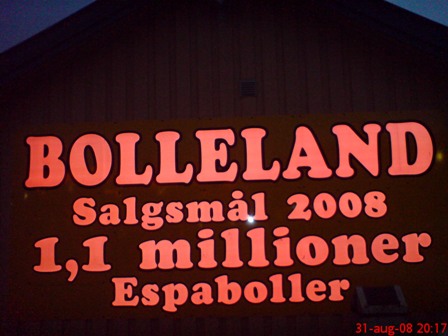 BOLLELAND
Salgsmål 2008
1,1 millioner
Espaboller
31-aug-08 20:17